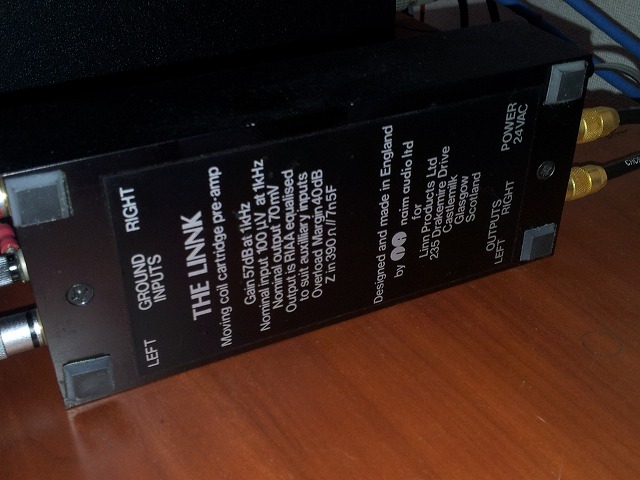 LEFT GROUND RIGHT
INPUTS
THE LINNK
Moving coil cartridge pre-amp
Gain 57dB at 1kHz
Nominal input 100µV at 1kHz
Nominal output 70mV
Output is RIAA equalised
to suit auxiliary inputs
Overload Margin 40dB
Z in 390Ω//7n5F
Designed and made in England
by naim audio ltd
for
Linn Products Ltd
235 Drakemire Drive
Castlemilk
Glasgow
Scotland
OUTPUTS
LEFT RIGHT
POWER
24VAC